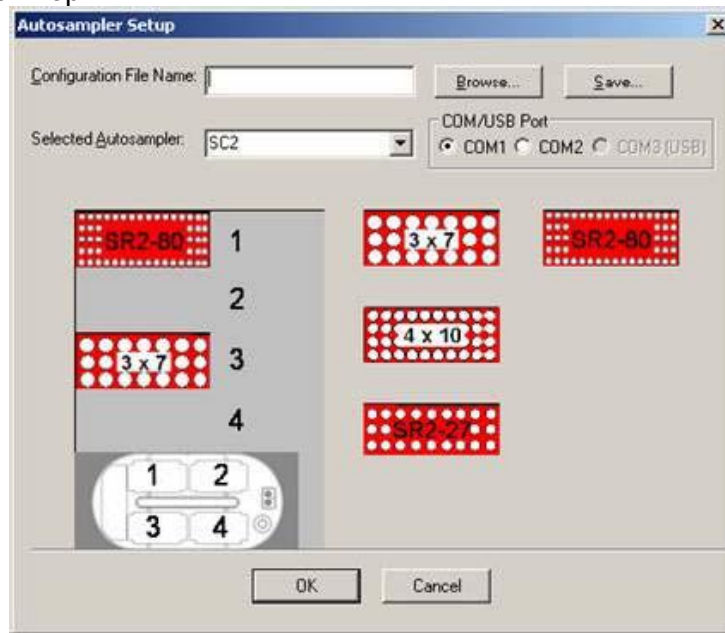 Autosampler Setup
Configuration File Name:
Browse...
Save...
Selected Autosampler:
SC2
COM/USB Port
COM1
COM2
COM3(USB)
SR2-80
1
3 x 7
SR2-80
2
4 x 10
3 x 7
3
4
SR2-27
1
2
3
4
OK
Cancel